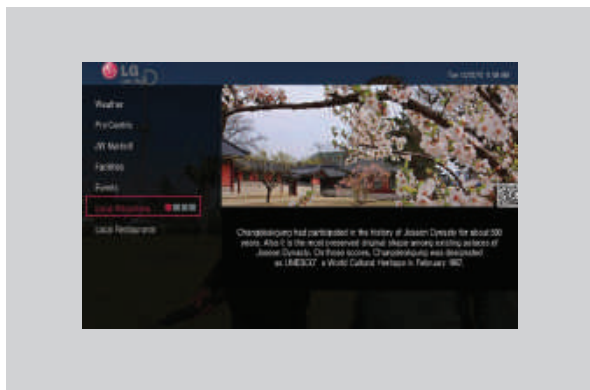 LG
Weather
Pro:Centric
JW Marriott
Facilities
Events
Local Attractions
Local Restaurants
Changdeokgung had participated in the history of Joseon Dynasty for about 500
years. Also it is the most preserved original shape among existing palaces of
Joseon Dynasty. On those scores, Changdeokgung was designated
as UNESCO' a World Cultural Heritage in February